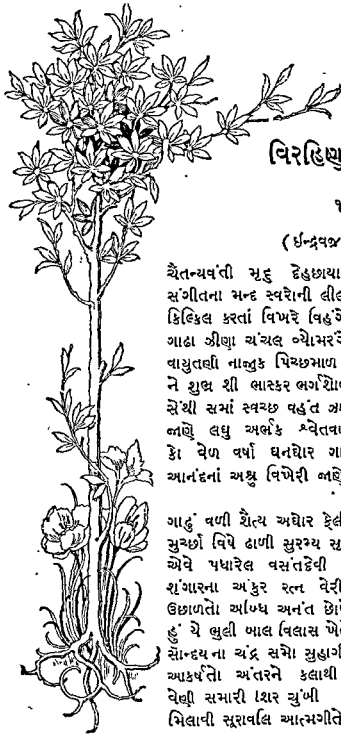 વિરહિણ
૧
(ઇન્દ્રવજ
ચૈતન્યવંતી મૃદુ દેહછાયા
સંગીતના મન્દ સ્વરોની લીલ
કિલ્કિલ કરતાં વિખરે વિહંગ
ગાઢા ઝીણા ચંચલ વ્યોમરં
વાયુતણી નાજુક પિચ્છમાળ
ને શુભ શી ભાસ્કર ભર્ગશો
સેંથી સમાં સ્વચ્છ વહંત ઝ
જાણે લઘુ અર્ભક શ્વેતવ
કો વેળ વર્ષા ઘનઘોર ગા
આનંદનાં અશ્રુ વિખેરી જાણે
ગાઢું વળી શૈત્ય અઘોર ફેલ
મુર્ચ્છા વિષે ઢાળી સુરમ્ય સૃ
એવે પધારેલ વસંતદેવી
શૃંગારના અંકુર રત્ન વેરી
ઉછાળતો અબ્ધિ અનંત છો
હું યે ભુલી બાલ વિલાસ ખે
સૌન્દર્યના ચંદ્ર સમો સુહાગ
આકર્ષતો અંતરને કલાથી
વેણી સમારી શિર ચુંબી
મિલાવી સૂરાવલિ આત્મગીતે